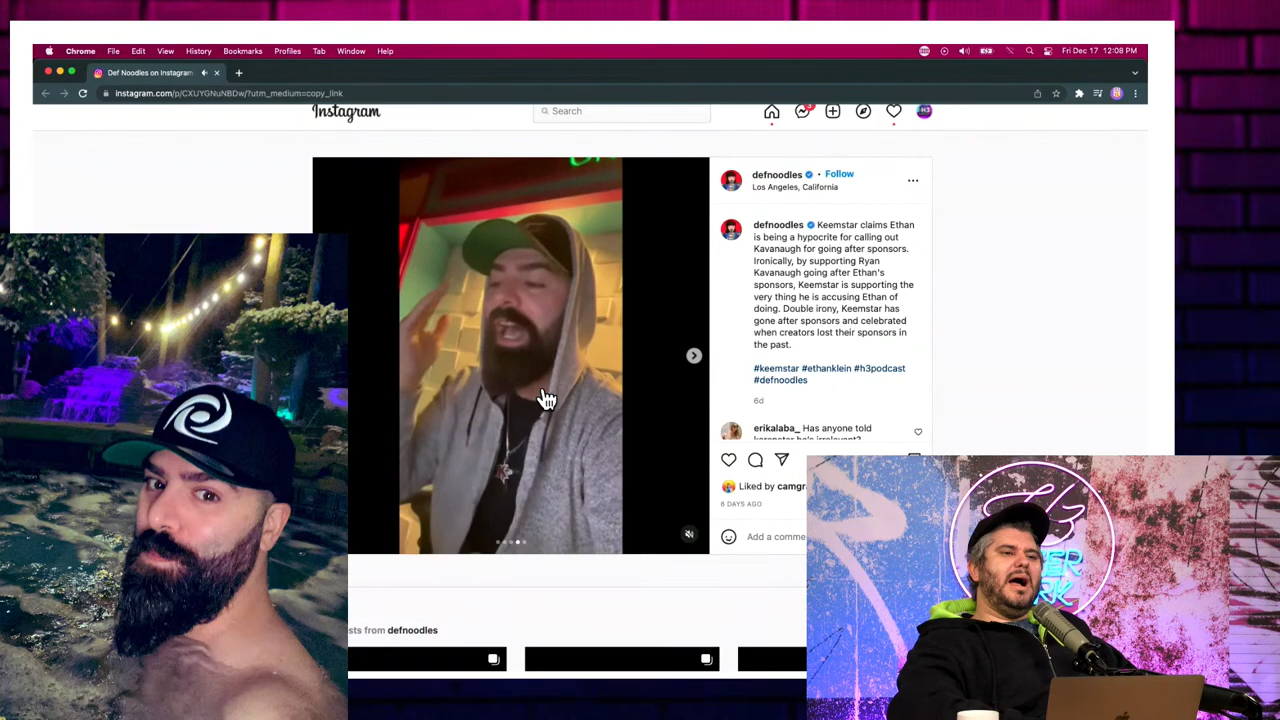 Chrome File Edit View History Bookmarks Profiles Tab Window Help
Fri Dec 17 12:08 PM
Def Noodles on Instagram
instagram.com/p/CXUYGNuNBDw/?utm_medium=copy_link
Instagram
Search
defnoodles • Follow
Los Angeles, California
defnoodles Keemstar claims Ethan
is being a hypocrite for calling out
Kavanaugh for going after sponsors.
Ironically, by supporting Ryan
Kavanaugh going after Ethan's
sponsors, Keemstar is supporting the
very thing he is accusing Ethan of
doing. Double irony, Keemstar has
gone after sponsors and celebrated
when creators lost their sponsors in
the past.
#keemstar #ethanklein #h3podcast
#defnoodles
6d
erikalaba_ Has anyone told
Liked by camgr
6 DAYS AGO
Add a comme
sts from defnoodles